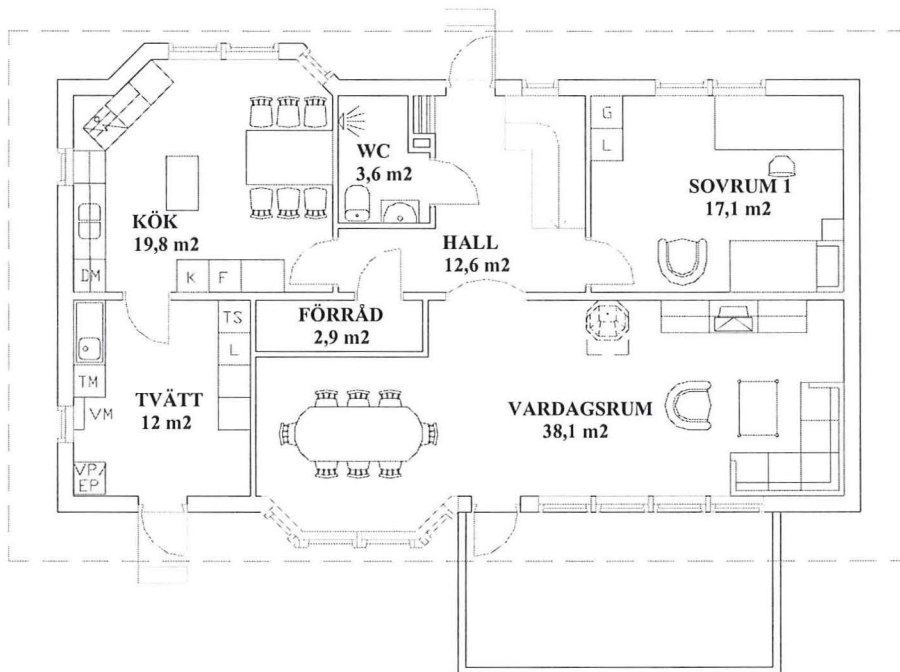 G
L
WC
3,6 m2
SOVRUM 1
17,1 m2
KÖK
19,8 m2
HALL
12,6 m2
DM
K F
FÖRRÅD
2,9 m2
TS
L
TM
VM
TVÄTT
12 m2
VARDAGSRUM
38,1 m2
VP/
EP